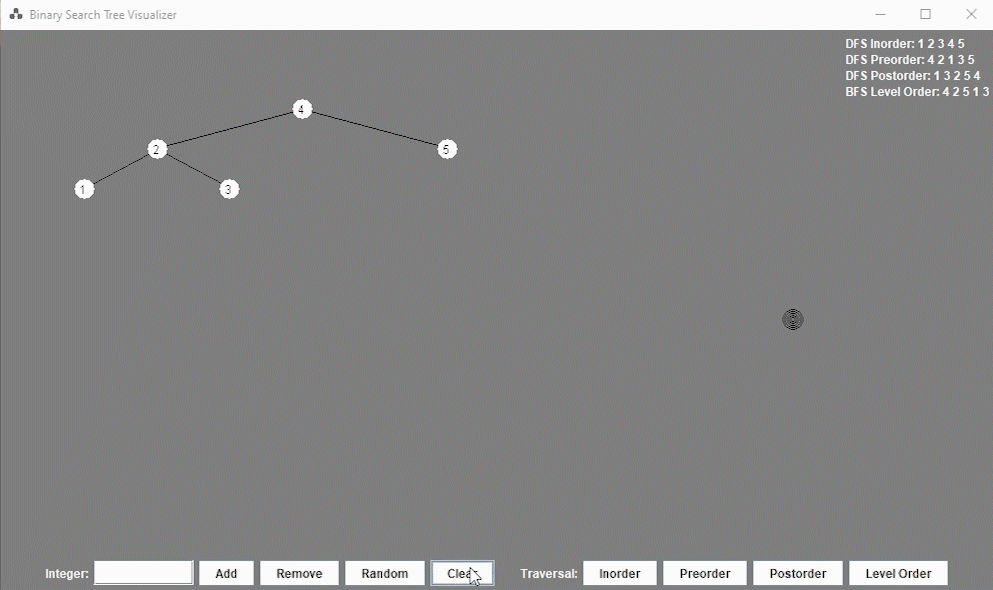 Binary Search Tree Visualizer
DFS Inorder: 1 2 3 4 5
DFS Preorder: 4 2 1 3 5
DFS Postorder: 1 3 2 5 4
BFS Level Order: 4 2 5 1 3
4
2 5
1 3
Integer: Add Remove Random Clear Traversal: Inorder Preorder Postorder Level Order